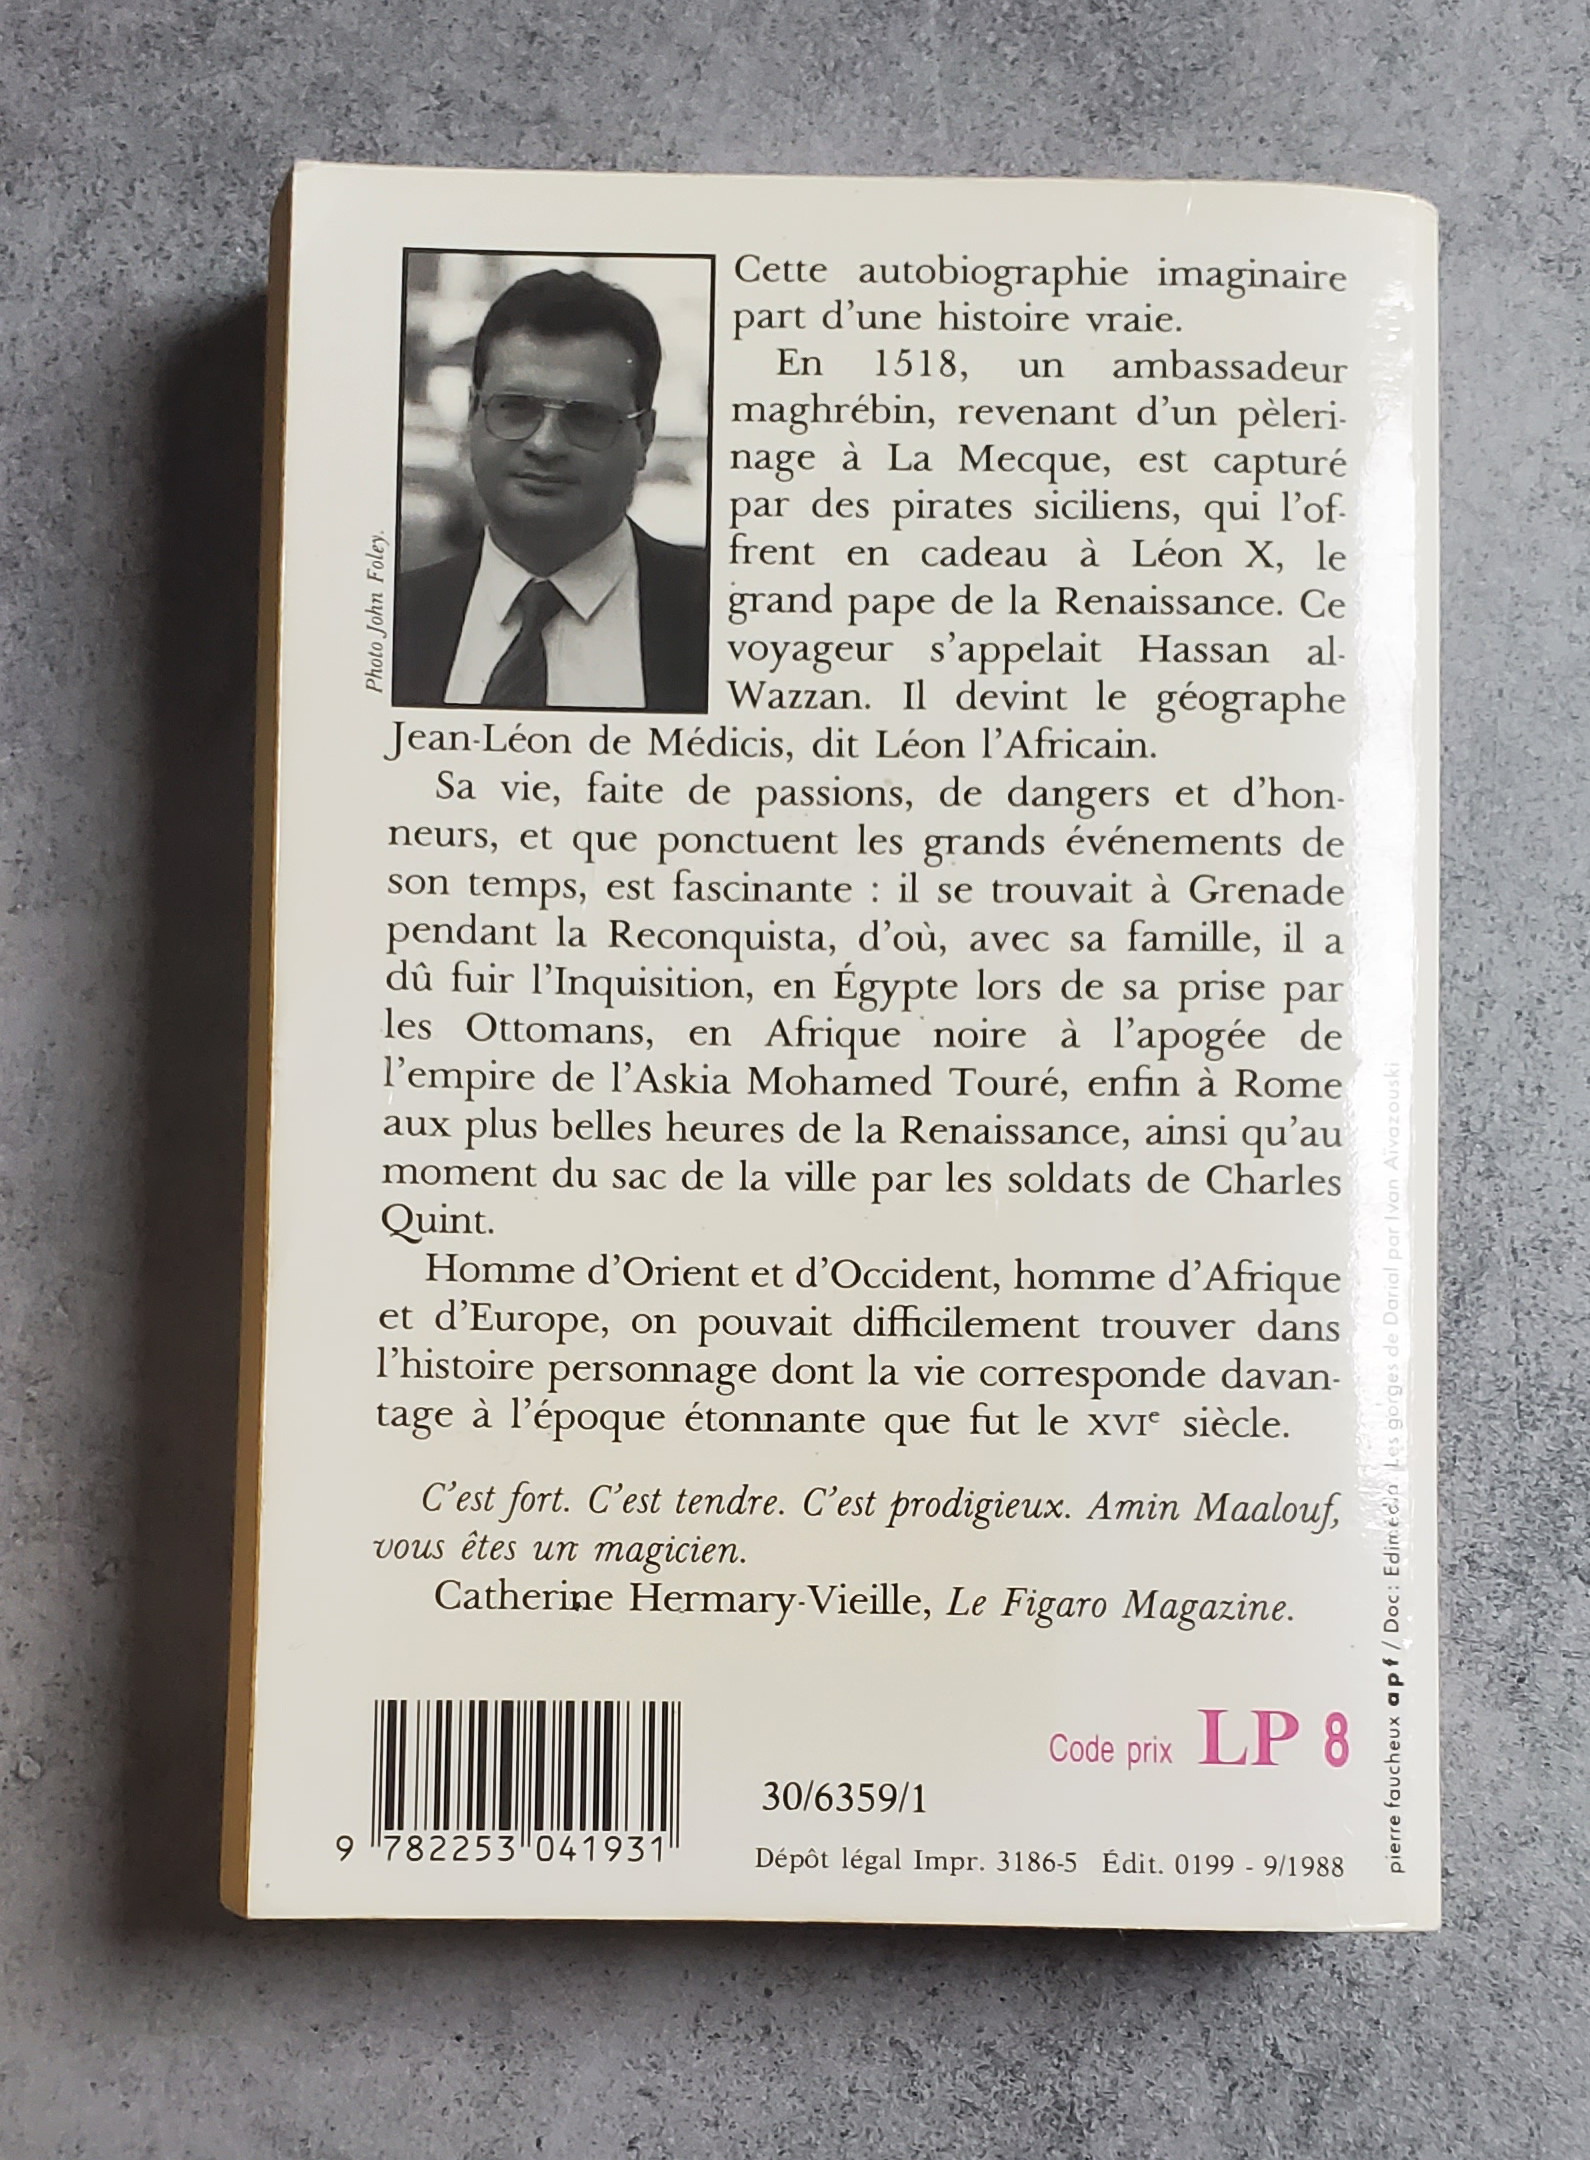 Cette autobiographie imaginaire
part d'une histoire vraie.
En 1518, un ambassadeur
maghrébin, revenant d'un pèleri-
nage à La Mecque, est capturé
par des pirates siciliens, qui l'of-
frent en cadeau à Léon X, le
grand pape de la Renaissance. Ce
voyageur s'appelait Hassan al-
Wazzan. Il devint le géographe
Jean-Léon de Médicis, dit Léon l'Africain.
Photo John Foley.
Sa vie, faite de passions, de dangers et d'hon-
neurs, et que ponctuent les grands événements de
son temps, est fascinante : il se trouvait à Grenade
pendant la Reconquista, d'où, avec sa famille, il a
dû fuir l'Inquisition, en Égypte lors de sa prise par
les Ottomans, en Afrique noire à l'apogée de
l'empire de l'Askia Mohamed Touré, enfin à Rome
aux plus belles heures de la Renaissance, ainsi qu'au
moment du sac de la ville par les soldats de Charles
Quint.
Homme d'Orient et d'Occident, homme d'Afrique
et d'Europe, on pouvait difficilement trouver dans
l'histoire personnage dont la vie corresponde davan-
tage à l'époque étonnante que fut le XVIe siècle.
C'est fort. C'est tendre. C'est prodigieux. Amin Maalouf,
vous êtes un magicien.
Catherine Hermary-Vieille, Le Figaro Magazine.
Code prix LP 8
30/6359/1
9 782253 041931
Dépôt légal Impr. 3186-5 Édit. 0199 - 9/1988
pierre faucheux apf / Doc : Edimédia. Les gorges de Darial par Ivan Aïvazouski